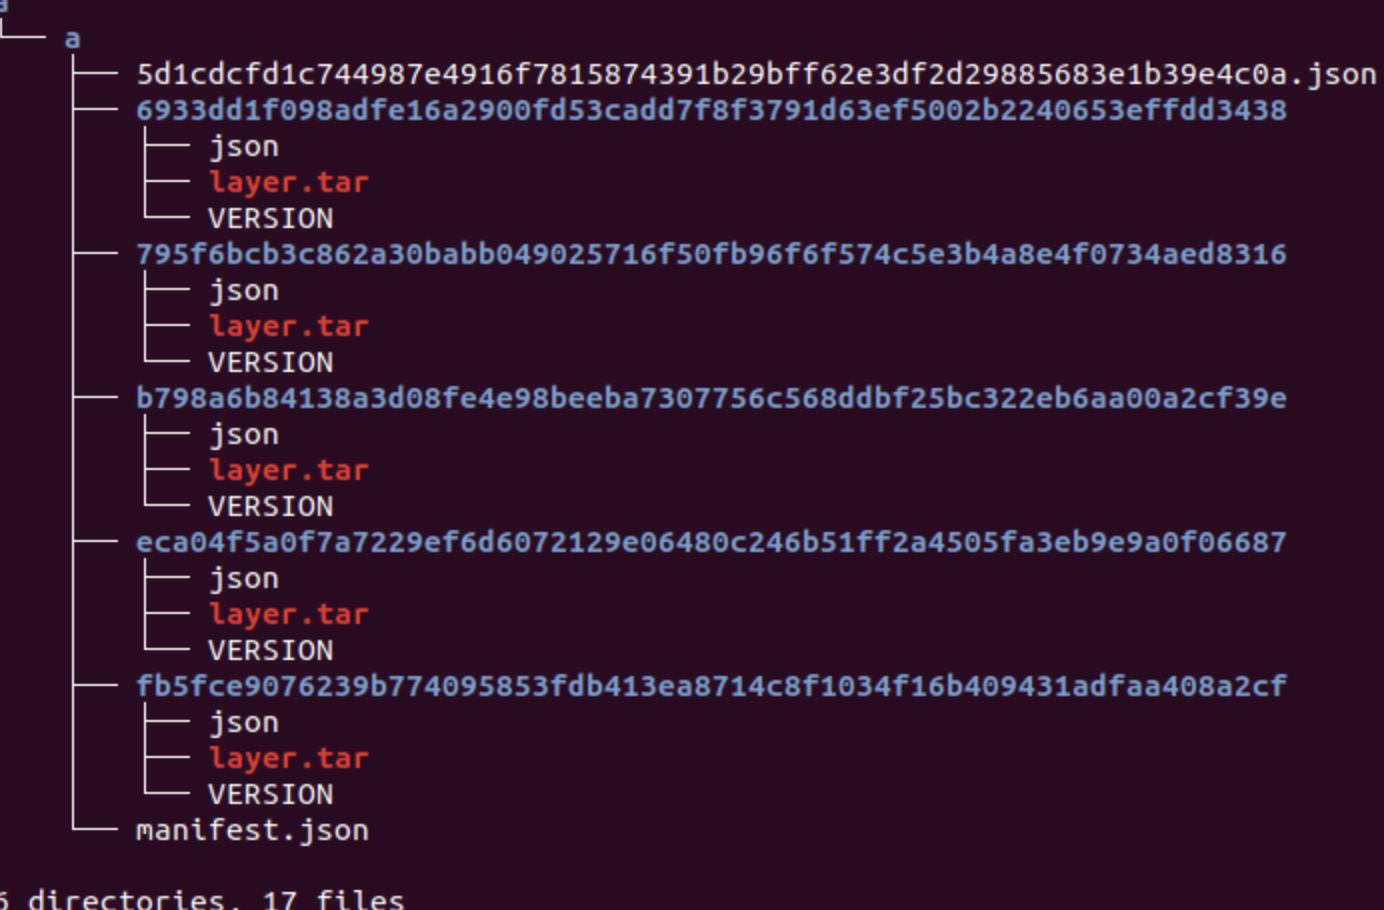 a
└── a
5d1cdcfd1c744987e4916f7815874391b29bff62e3df2d29885683e1b39e4c0a.json
6933dd1f098adfe16a2900fd53cadd7f8f3791d63ef5002b2240653effdd3438
json
layer.tar
VERSION
795f6bcb3c862a30babb049025716f50fb96f6f574c5e3b4a8e4f0734aed8316
json
layer.tar
VERSION
b798a6b84138a3d08fe4e98beeba7307756c568ddbf25bc322eb6aa00a2cf39e
json
layer.tar
VERSION
eca04f5a0f7a7229ef6d6072129e06480c246b51ff2a4505fa3eb9e9a0f06687
json
layer.tar
VERSION
fb5fce9076239b774095853fdb413ea8714c8f1034f16b409431adfaa408a2cf
json
layer.tar
VERSION
manifest.json
6 directories, 17 files